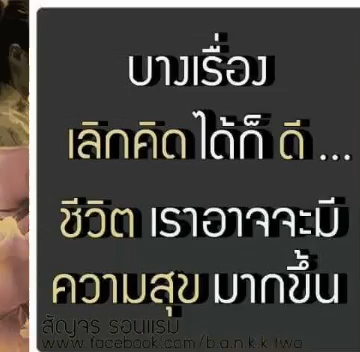 บางเรื่อง
เลิกคิด ได้ก็ ดี ...
ชีวิต เราอาจจะมี
ความสุข มากขึ้น
สัญจร รอนแรม
www.facebook.com/b.a.n.k.k.two